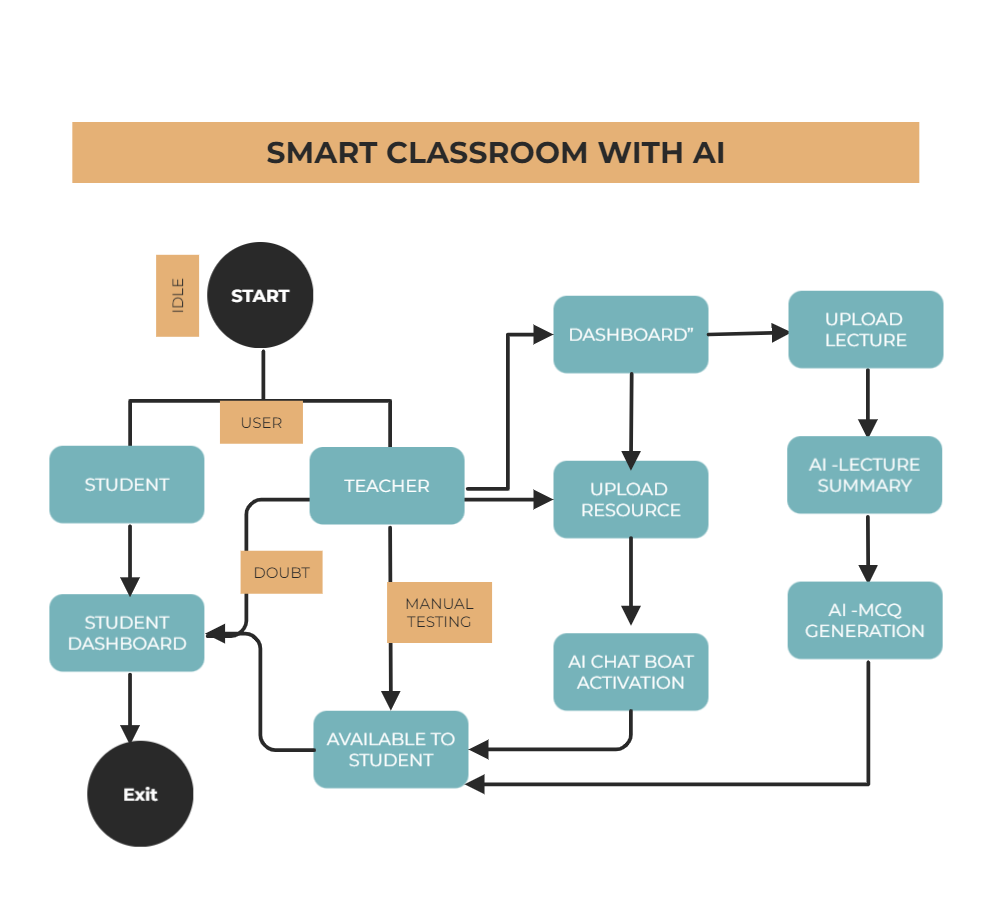 SMART CLASSROOM WITH AI
IDLE
START
USER
STUDENT
TEACHER
DASHBOARD”
UPLOAD
LECTURE
UPLOAD
RESOURCE
AI -LECTURE
SUMMARY
DOUBT
MANUAL
TESTING
STUDENT
DASHBOARD
AI CHAT BOAT
ACTIVATION
AI -MCQ
GENERATION
AVAILABLE TO
STUDENT
Exit